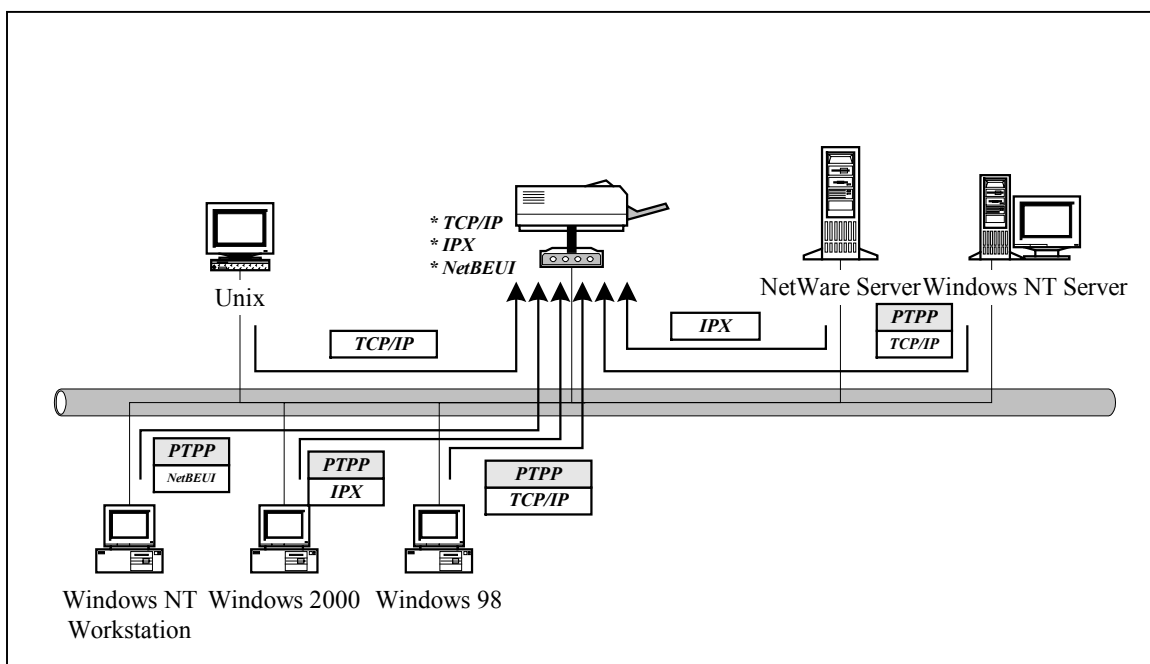 * TCP/IP
* IPX
* NetBEUI
Unix
NetWare Server
Windows NT Server
TCP/IP
IPX
PTPP
TCP/IP
PTPP
NetBEUI
PTPP
IPX
PTPP
TCP/IP
Windows NT
Workstation
Windows 2000
Windows 98